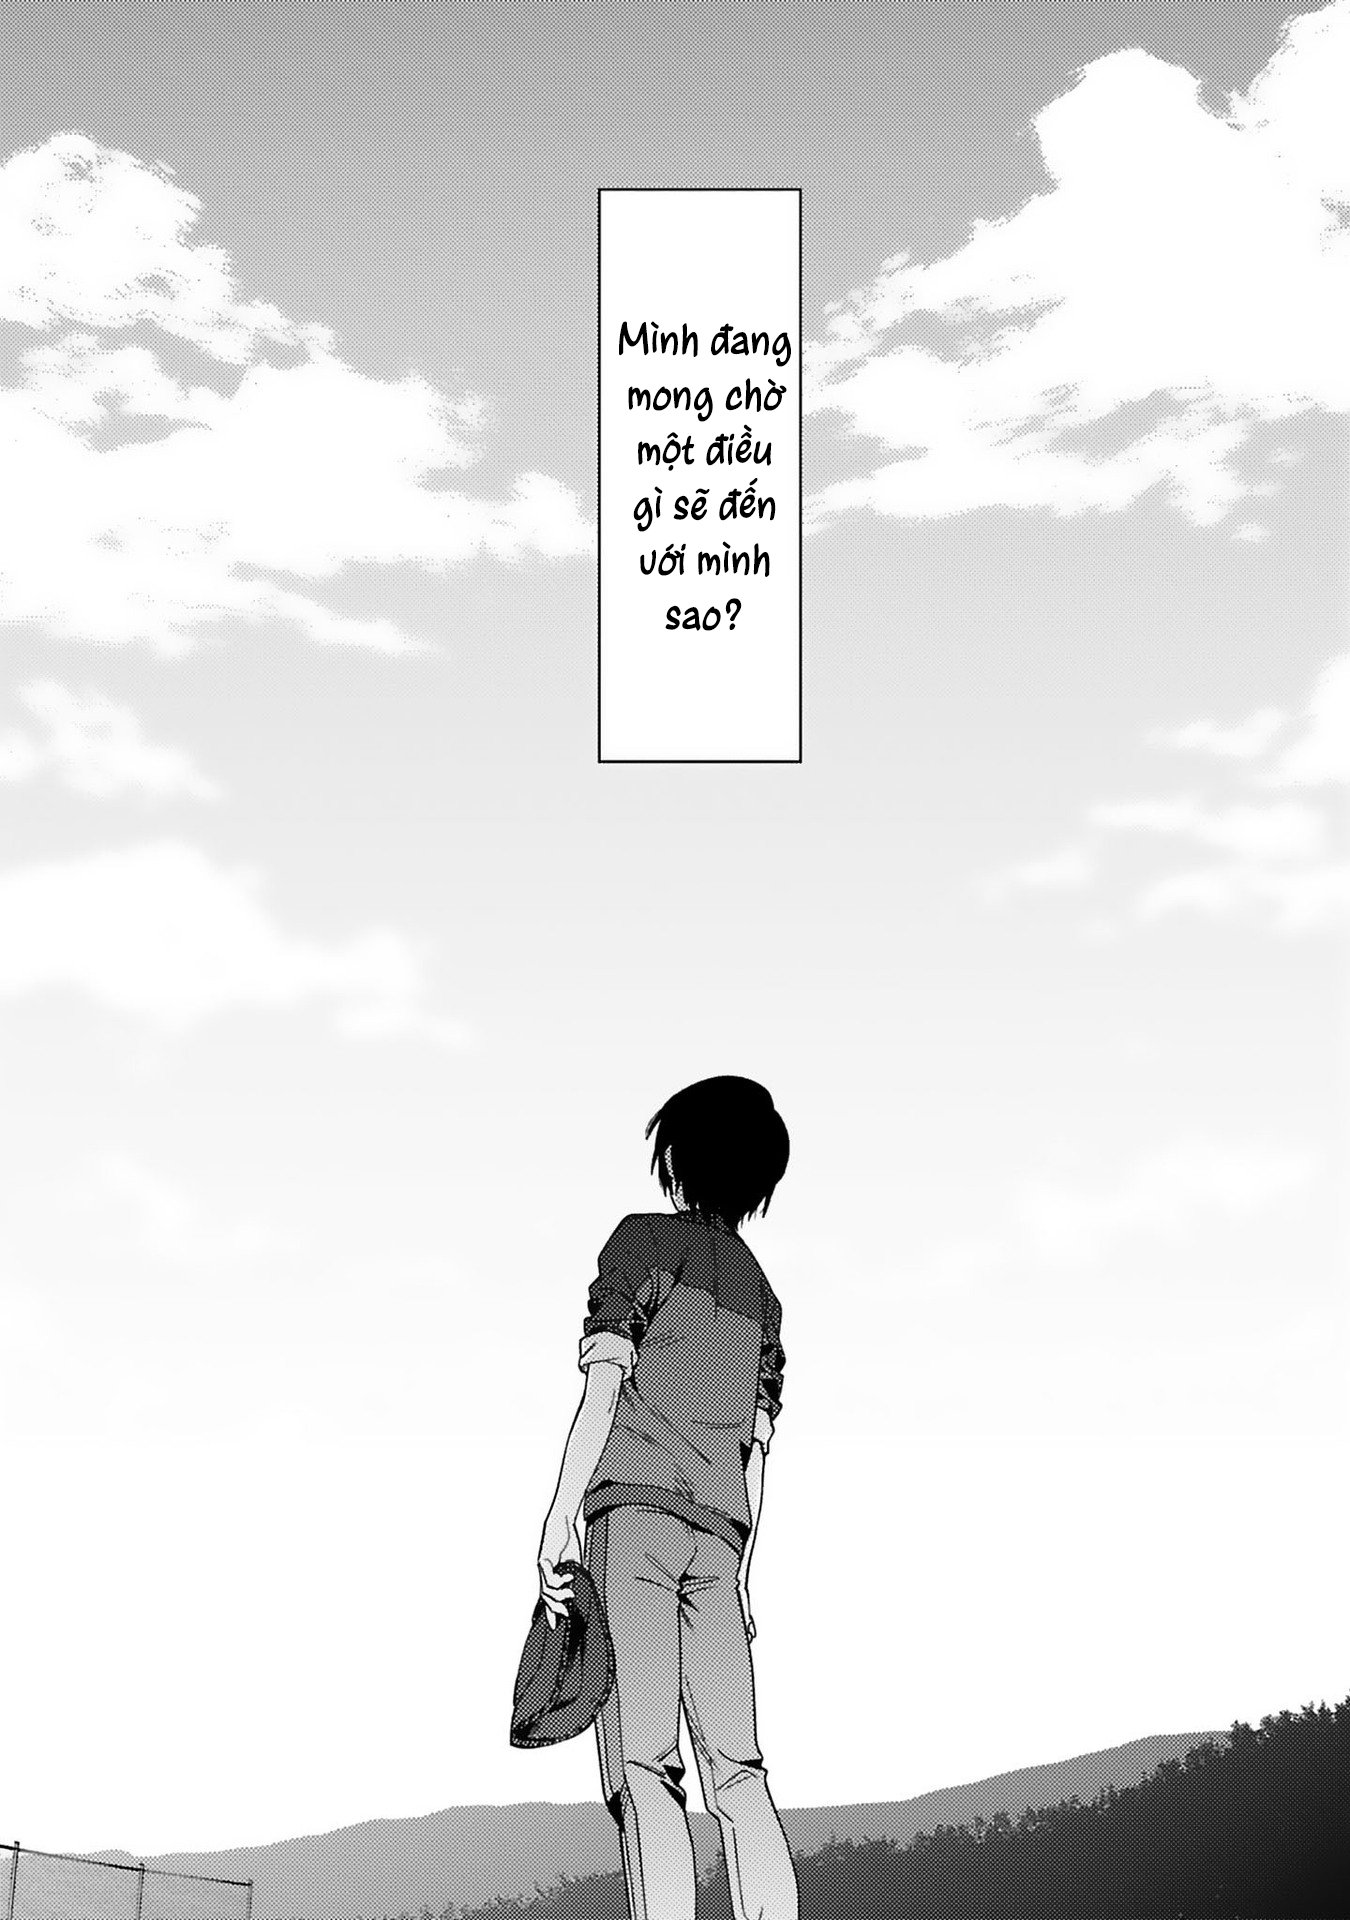 Mình đang
mong chờ
một điều
gì sẽ đến
với mình
sao?